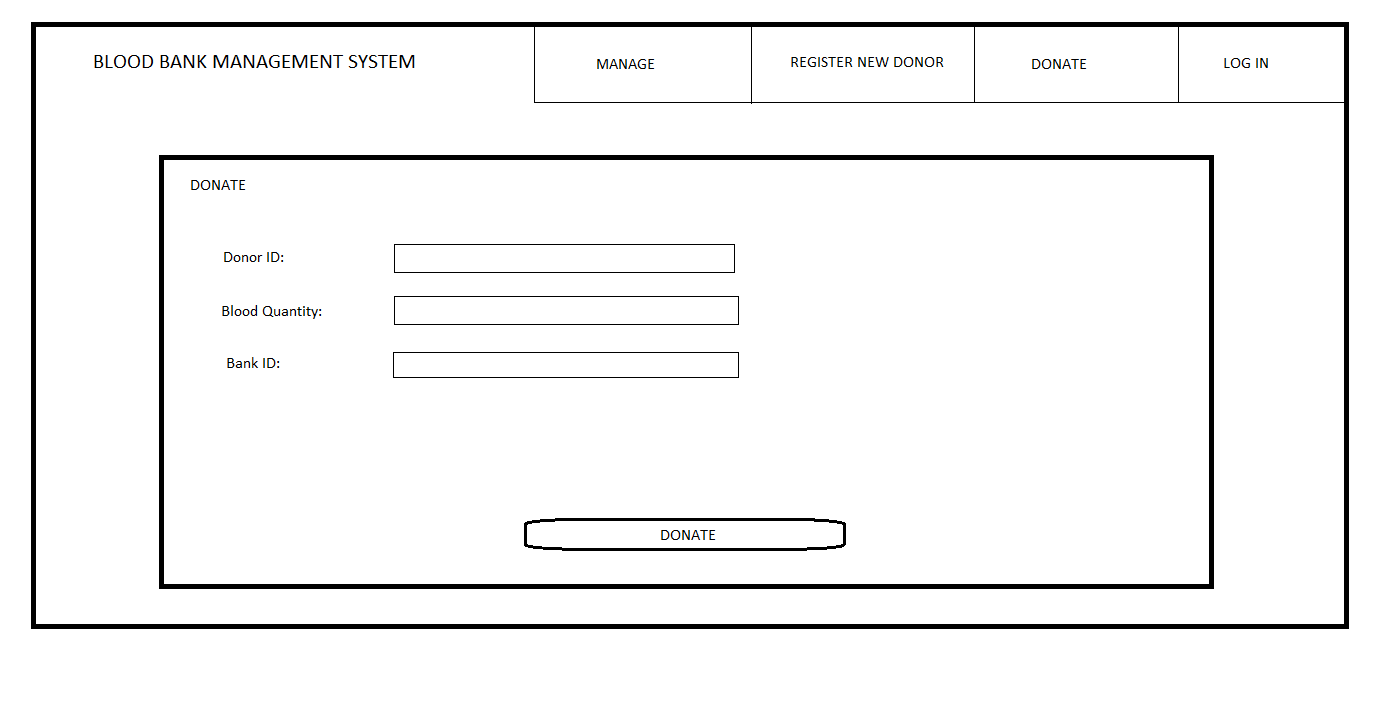 BLOOD BANK MANAGEMENT SYSTEM
MANAGE
REGISTER NEW DONOR
DONATE
LOG IN
DONATE
Donor ID:
Blood Quantity:
Bank ID:
DONATE